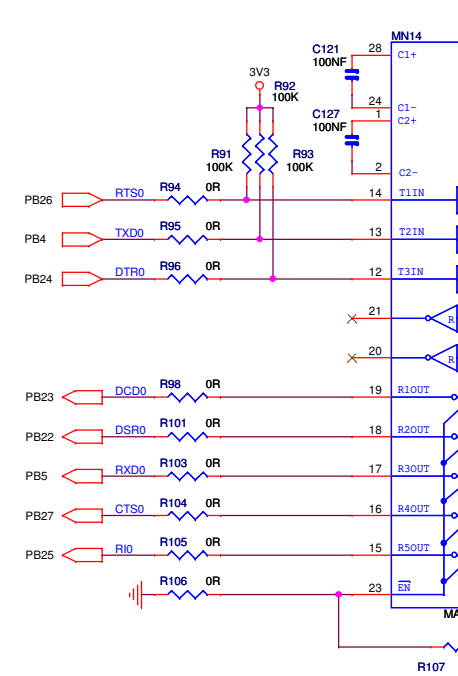 MN14
C121
100NF
28
C1+
3V3
R92
100K
24
C1-
1
C2+
C127
100NF
R91
100K
R93
100K
2
C2-
PB26
RTS0
R94
0R
14
T1IN
PB4
TXD0
R95
0R
13
T2IN
PB24
DTR0
R96
0R
12
T3IN
21
R
20
R
PB23
DCD0
R98
0R
19
R1OUT
PB22
DSR0
R101
0R
18
R2OUT
PB5
RXD0
R103
0R
17
R3OUT
PB27
CTS0
R104
0R
16
R4OUT
PB25
RI0
R105
0R
15
R5OUT
R106
0R
23
EN
MA
R107